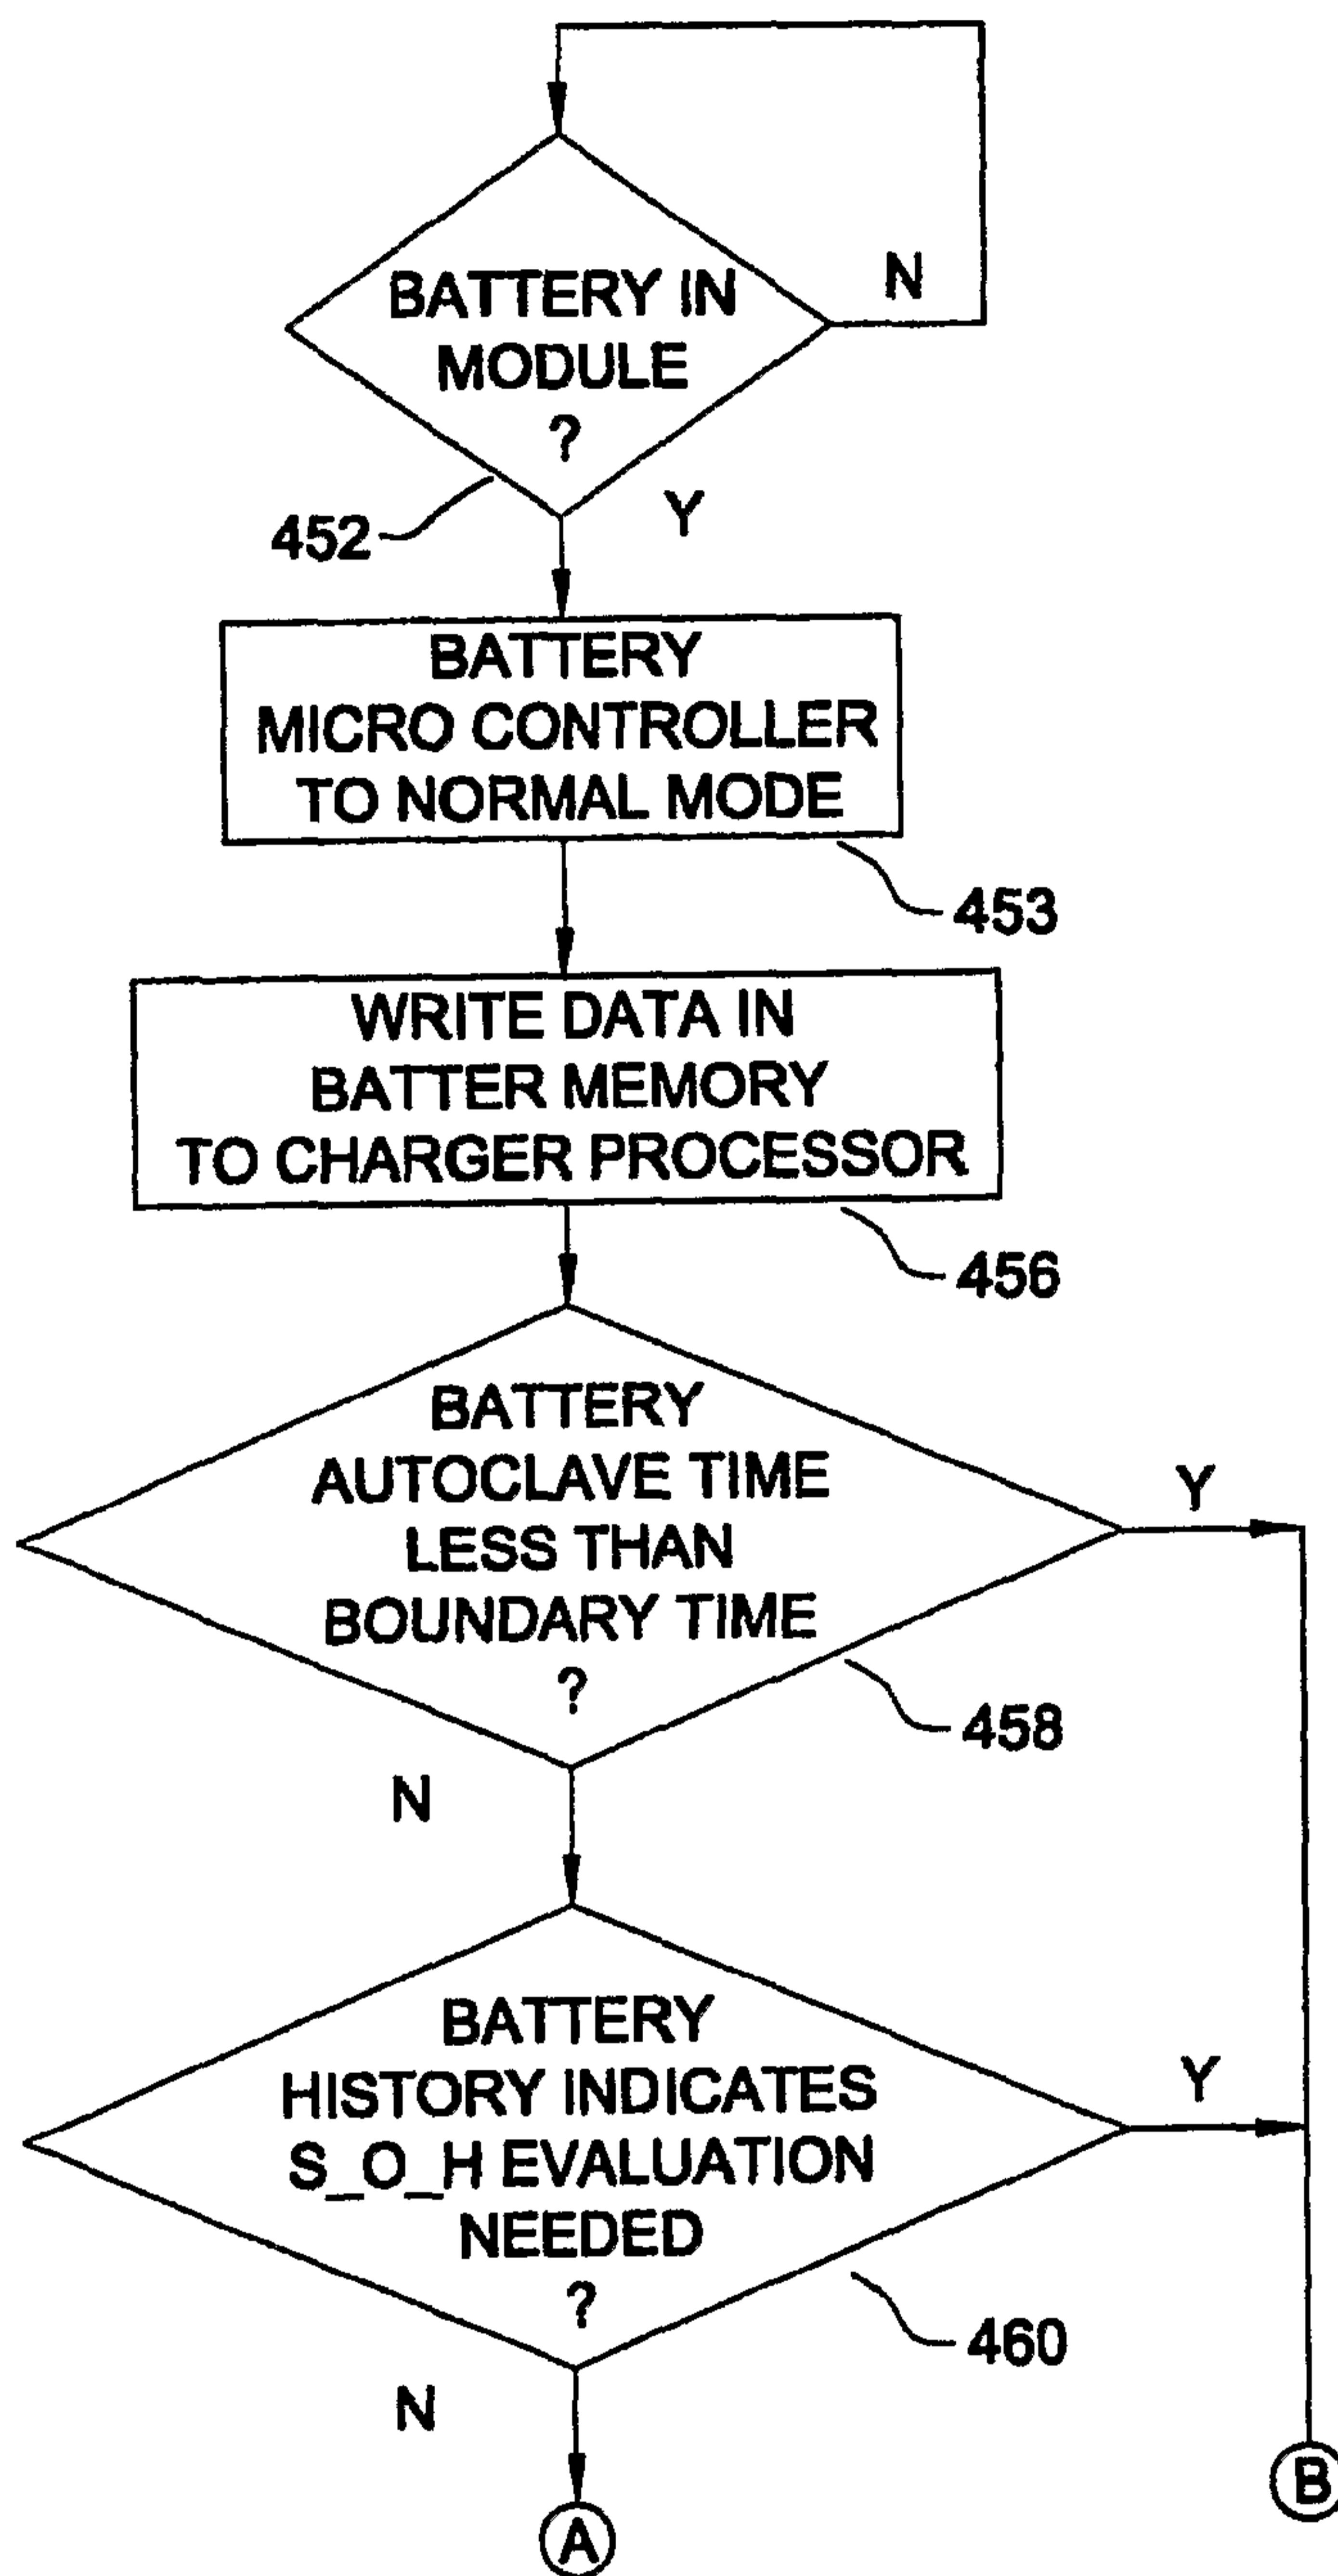 BATTERY IN
MODULE
?
N
Y
452
BATTERY
MICRO CONTROLLER
TO NORMAL MODE
453
WRITE DATA IN
BATTER MEMORY
TO CHARGER PROCESSOR
456
BATTERY
AUTOCLAVE TIME
LESS THAN
BOUNDARY TIME
?
Y
458
N
BATTERY
HISTORY INDICATES
S_O_H EVALUATION
NEEDED
?
Y
460
N
A
B